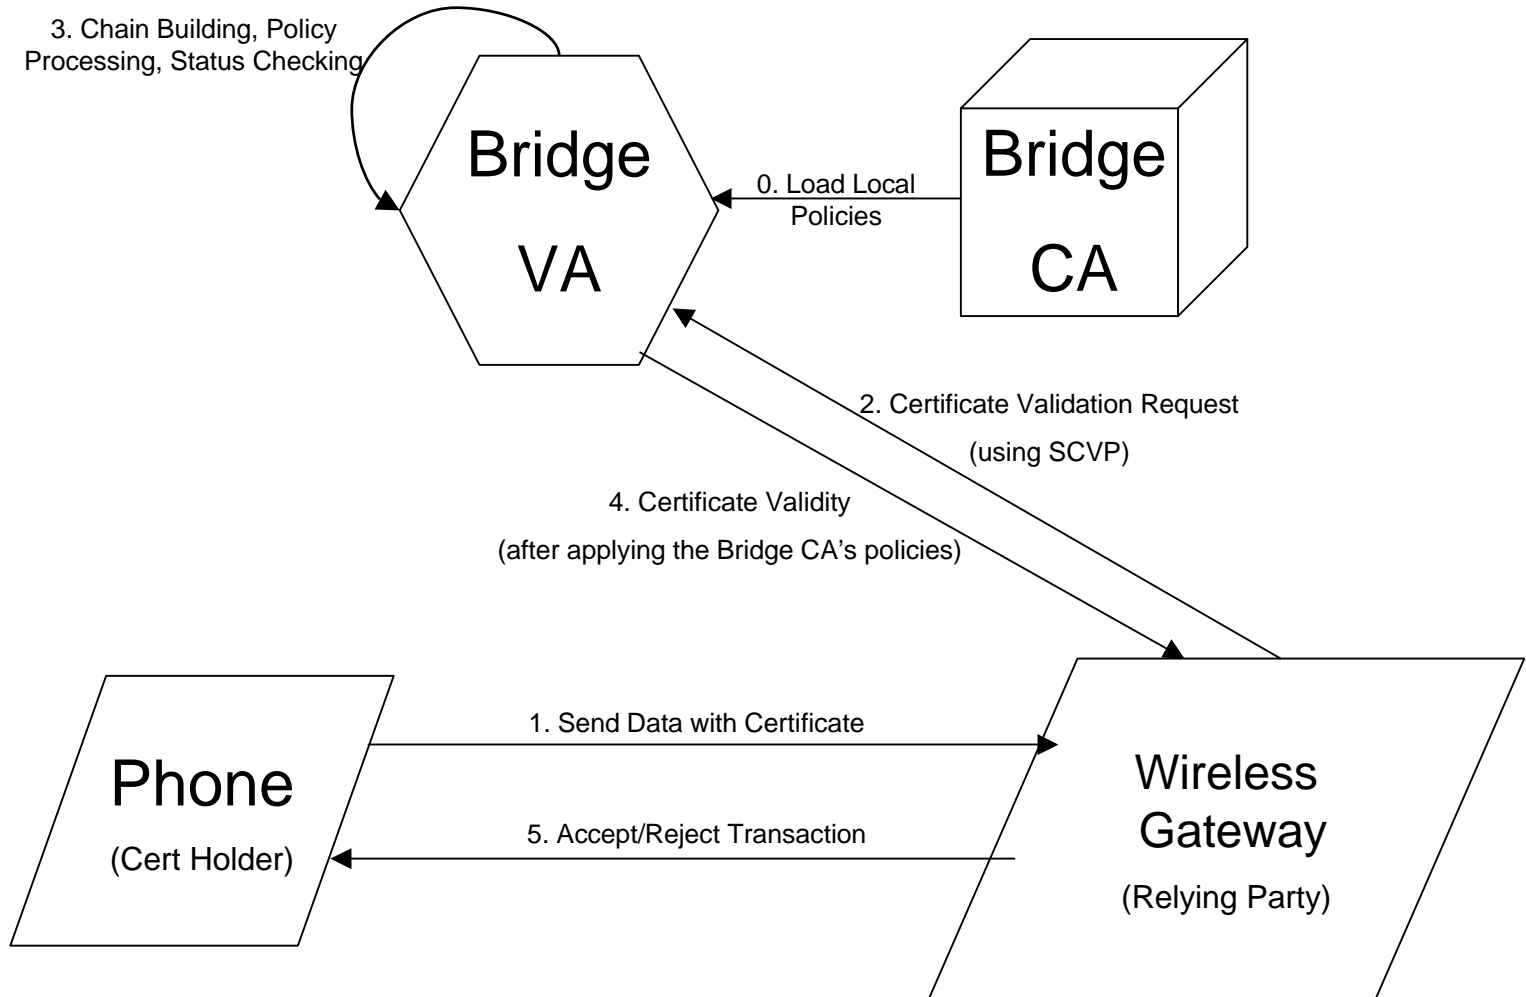 3. Chain Building, Policy
Processing, Status Checking
Bridge
VA
0. Load Local
Policies
Bridge
CA
2. Certificate Validation Request
(using SCVP)
4. Certificate Validity
(after applying the Bridge CA’s policies)
1. Send Data with Certificate
Phone
(Cert Holder)
5. Accept/Reject Transaction
Wireless
Gateway
(Relying Party)